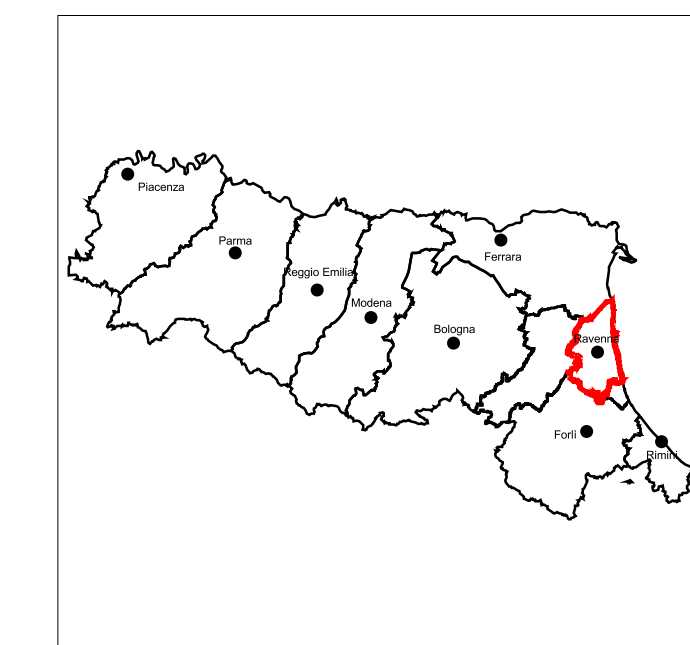 Piacenza
Parma
Ferrara
Reggio Emilia
Modena
Bologna
Ravenna
Forlì
Rimini